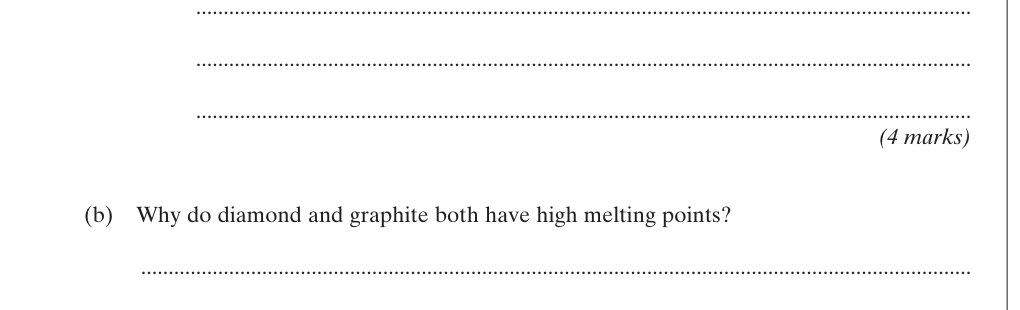 (4 marks)
(b) Why do diamond and graphite both have high melting points?